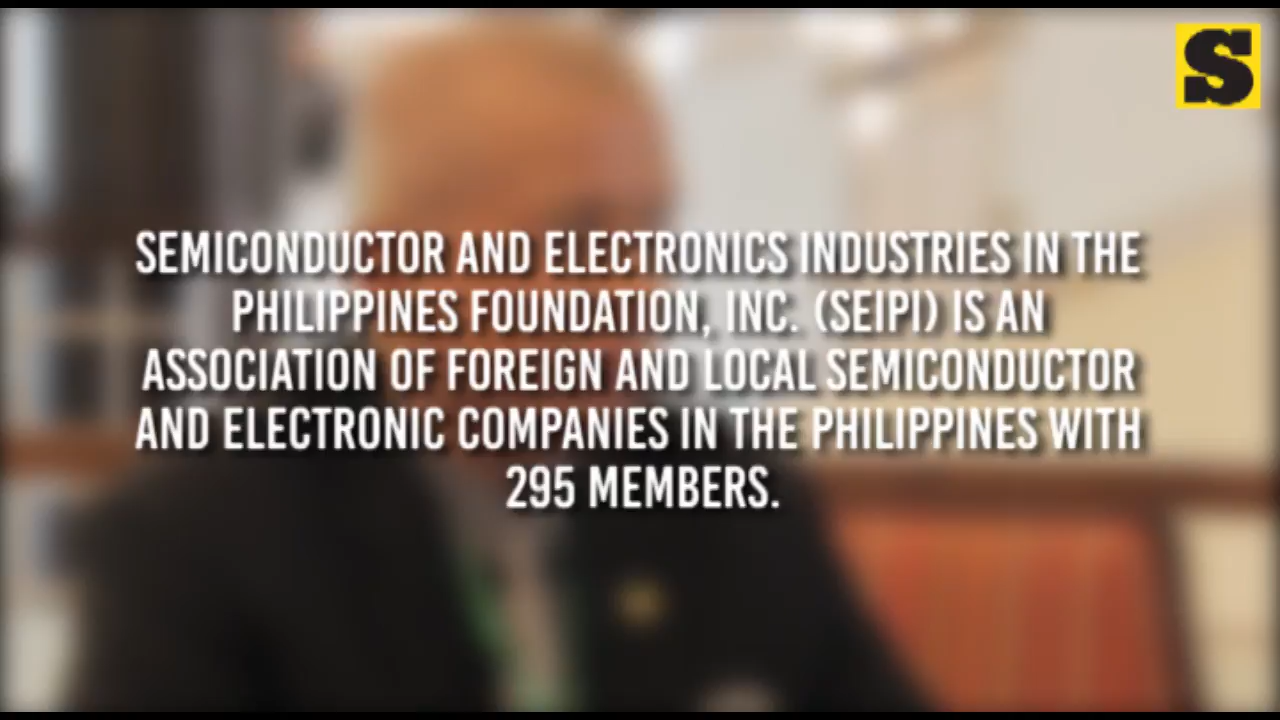 S
SEMICONDUCTOR AND ELECTRONICS INDUSTRIES IN THE
PHILIPPINES FOUNDATION, INC. (SEIPI) IS AN
ASSOCIATION OF FOREIGN AND LOCAL SEMICONDUCTOR
AND ELECTRONIC COMPANIES IN THE PHILIPPINES WITH
295 MEMBERS.